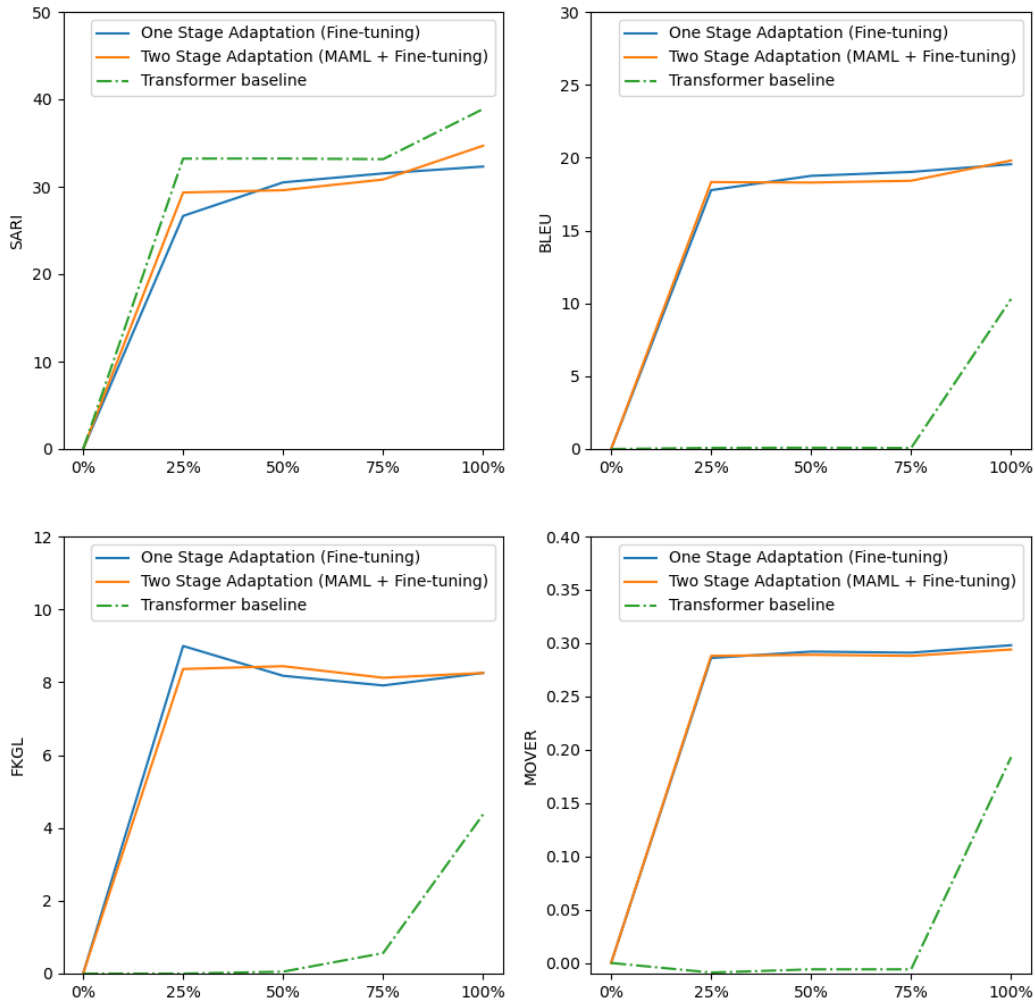 One Stage Adaptation (Fine-tuning)
Two Stage Adaptation (MAML + Fine-tuning)
Transformer baseline
SARI
50
40
30
20
10
0
0% 25% 50% 75% 100%
One Stage Adaptation (Fine-tuning)
Two Stage Adaptation (MAML + Fine-tuning)
Transformer baseline
BLEU
30
25
20
15
10
5
0
0% 25% 50% 75% 100%
One Stage Adaptation (Fine-tuning)
Two Stage Adaptation (MAML + Fine-tuning)
Transformer baseline
FKGL
12
10
8
6
4
2
0
0% 25% 50% 75% 100%
One Stage Adaptation (Fine-tuning)
Two Stage Adaptation (MAML + Fine-tuning)
Transformer baseline
MOVER
0.40
0.35
0.30
0.25
0.20
0.15
0.10
0.05
0.00
0% 25% 50% 75% 100%